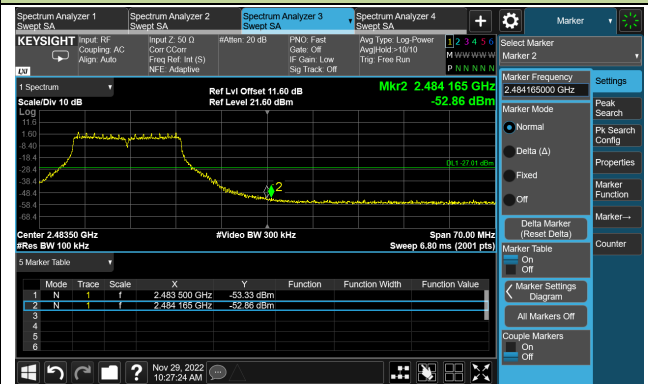 Spectrum Analyzer 1
Swept SA
Spectrum Analyzer 2
Swept SA
Spectrum Analyzer 3
Swept SA
Spectrum Analyzer 4
Swept SA
+
Marker
KEYSIGHT
LXI
Input: RF
Coupling: AC
Align: Auto
Input Z: 50 Ω
Corr CCorr
Freq Ref: Int (S)
NFE: Adaptive
#Atten: 20 dB
PNO: Fast
Gate: Off
IF Gain: Low
Sig Track: Off
Avg Type: Log-Power
Avg|Hold:>10/10
Trig: Free Run
1 2 3 4 5 6
M W W W W W
P N N N N N
Select Marker
Marker 2
1 Spectrum
Scale/Div 10 dB
Ref Lvl Offset 11.60 dB
Ref Level 21.60 dBm
Mkr2 2.484 165 GHz
-52.86 dBm
Log
11.6
1.60
-8.40
-18.4
-28.4
-38.4
-48.4
-58.4
-68.4
DL1 -27.01 dBm
2
Center 2.48350 GHz
#Res BW 100 kHz
#Video BW 300 kHz
Span 70.00 MHz
Sweep 6.80 ms (2001 pts)
5 Marker Table
Mode Trace Scale X Y Function Function Width Function Value
1 N 1 f 2.483 500 GHz -53.33 dBm
2 N 1 f 2.484 165 GHz -52.86 dBm
3
4
5
6
Marker Frequency
2.484165000 GHz
Marker Mode
Normal
Delta (Δ)
Fixed
Off
Delta Marker
(Reset Delta)
Marker Table
On
Off
Marker Settings
Diagram
All Markers Off
Couple Markers
On
Off
Settings
Peak
Search
Pk Search
Config
Properties
Marker
Function
Marker→
Counter
?
Nov 29, 2022
10:27:24 AM